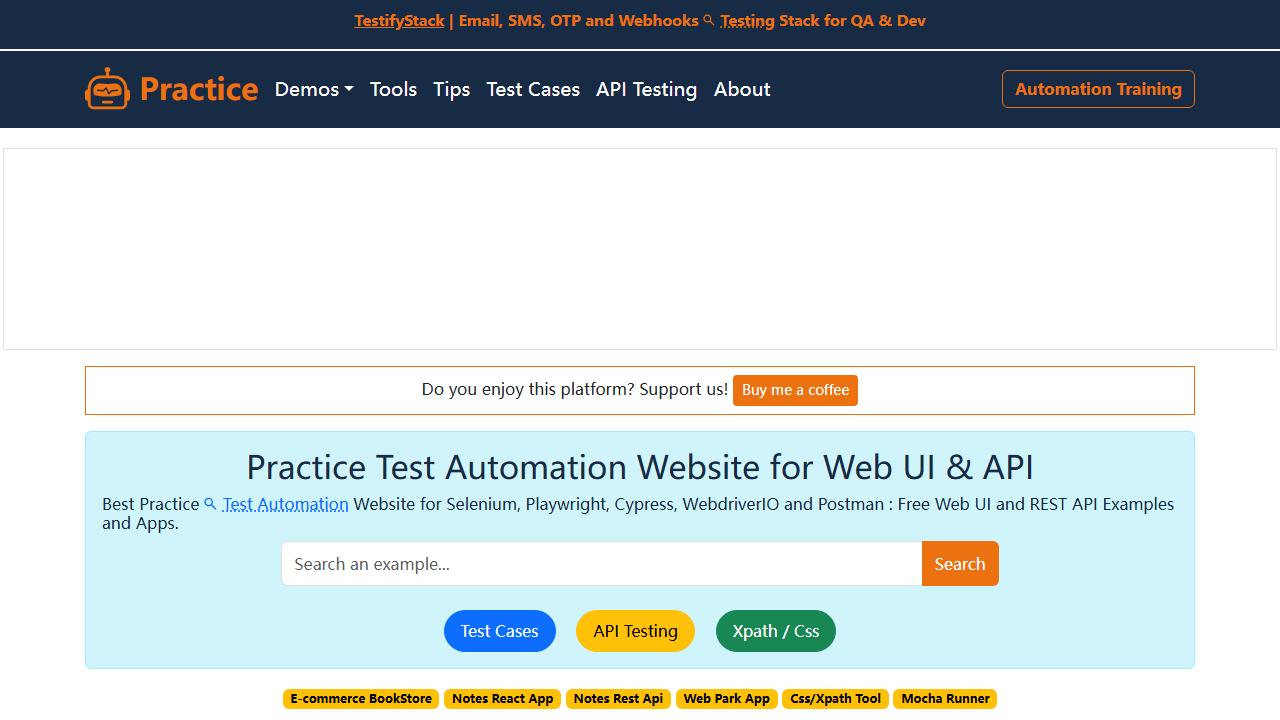 TestifyStack | Email, SMS, OTP and Webhooks Testing Stack for QA & Dev
Practice Demos Tools Tips Test Cases API Testing About Automation Training
Do you enjoy this platform? Support us! Buy me a coffee
Practice Test Automation Website for Web UI & API
Best Practice Test Automation Website for Selenium, Playwright, Cypress, WebdriverIO and Postman : Free Web UI and REST API Examples
and Apps.
Search an example... Search
Test Cases API Testing Xpath / Css
E-commerce BookStore Notes React App Notes Rest Api Web Park App Css/Xpath Tool Mocha Runner